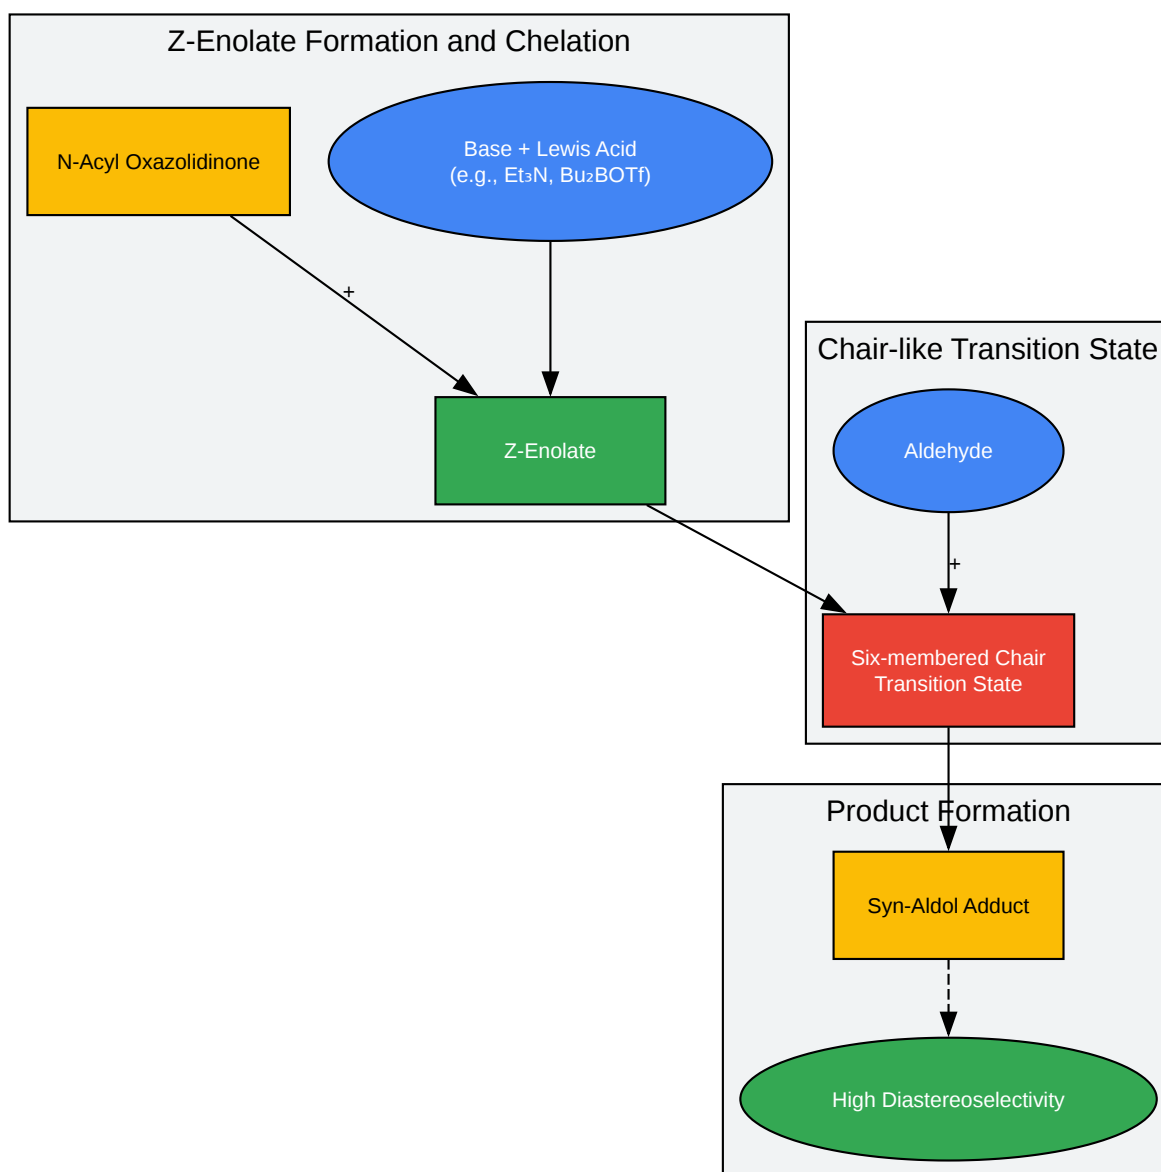 Z-Enolate Formation and Chelation
N-Acyl Oxazolidinone
Base + Lewis Acid
(e.g., Et₃N, Bu₂BOTf)
+
Z-Enolate
Chair-like Transition State
Aldehyde
+
Six-membered Chair
Transition State
Product Formation
Syn-Aldol Adduct
High Diastereoselectivity